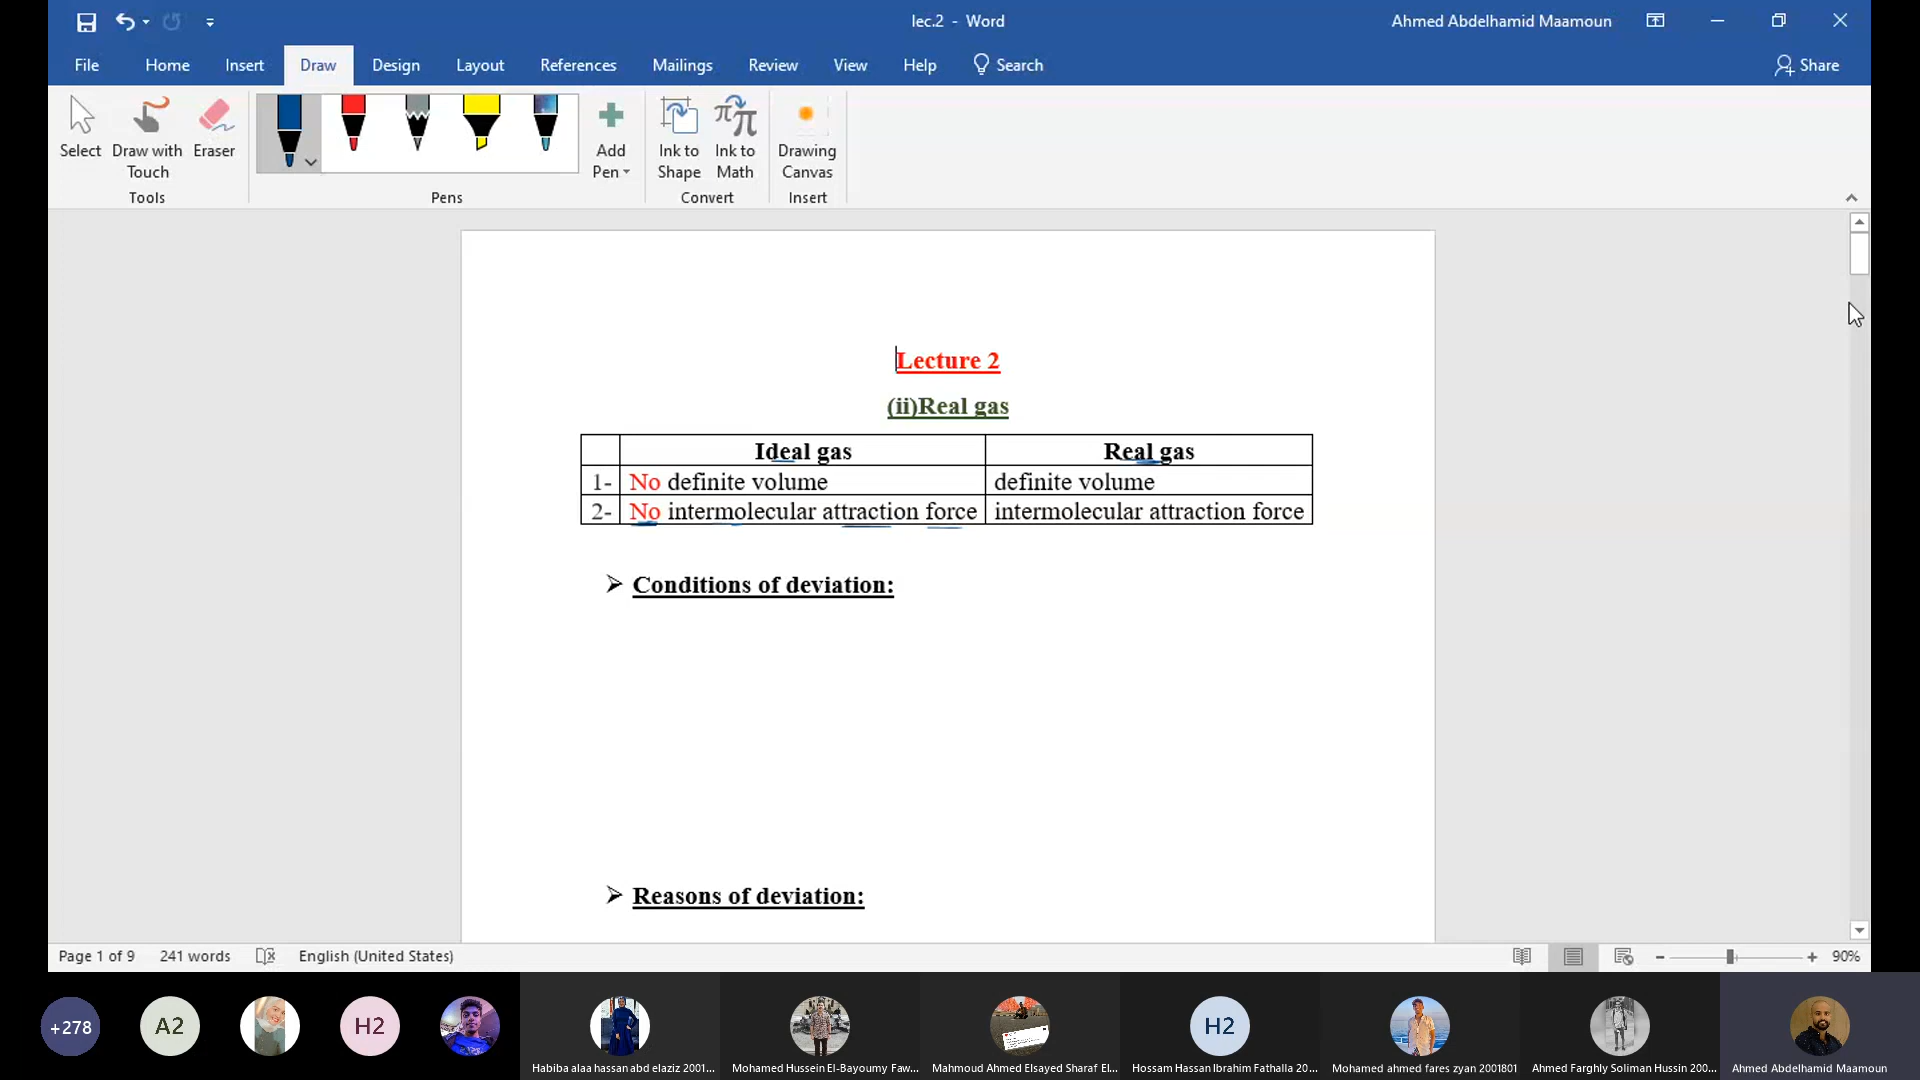 lec.2 - Word
Ahmed Abdelhamid Maamoun
File Home Insert Draw Design Layout References Mailings Review View Help Search Share
Select
Draw with Touch
Eraser
Tools
Pens
Add Pen
Ink to Shape
Ink to Math
Convert
Drawing Canvas
Insert
Lecture 2
(ii)Real gas
Ideal gas Real gas
1- No definite volume definite volume
2- No intermolecular attraction force intermolecular attraction force
➢ Conditions of deviation:
➢ Reasons of deviation:
Page 1 of 9 241 words English (United States) 90%
+278 A2 H2 H2
Habiba alaa hassan abd elaziz 2001... Mohamed Hussein El-Bayoumy Faw... Mahmoud Ahmed Elsayed Sharaf El... Hossam Hassan Ibrahim Fathalla 20... Mohamed ahmed fares zyan 2001801 Ahmed Farghly Soliman Hussin 200... Ahmed Abdelhamid Maamoun